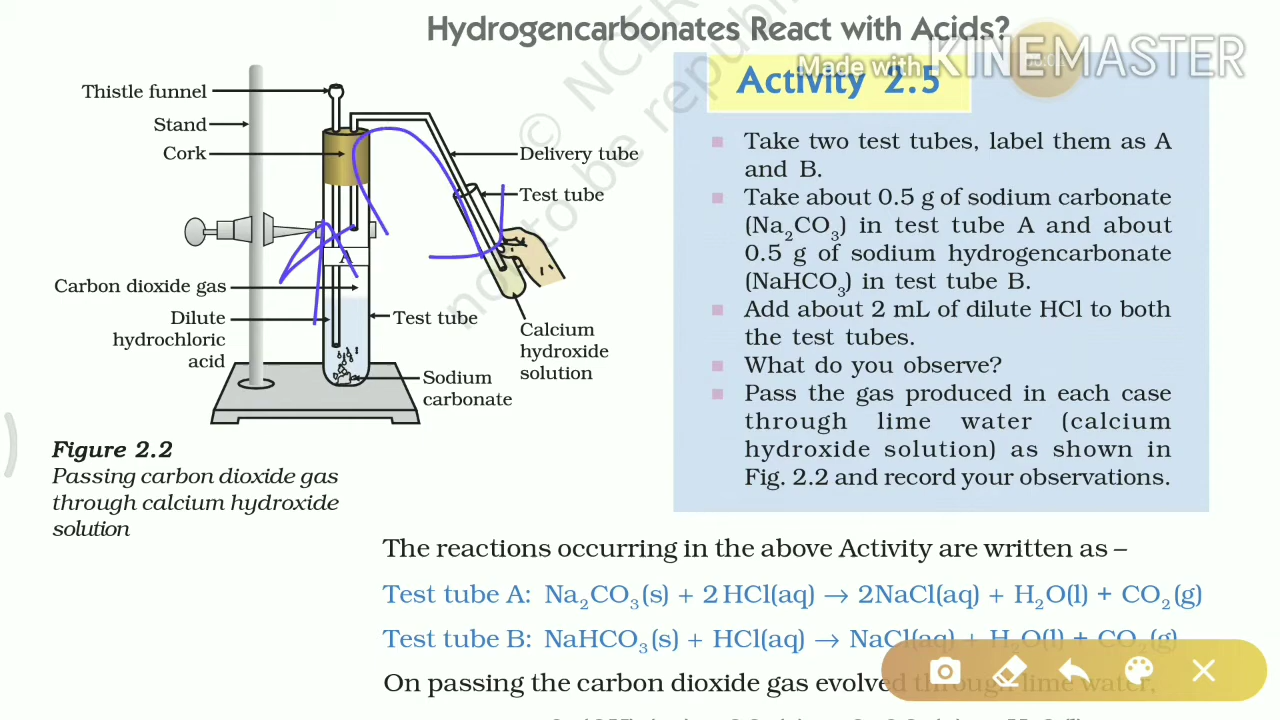 Hydrogencarbonates React with Acids?
Made with KINEMASTER
Thistle funnel
Stand
Cork
Delivery tube
Test tube
A
Carbon dioxide gas
Dilute
hydrochloric
acid
Test tube
Calcium
hydroxide
solution
Sodium
carbonate
Figure 2.2
Passing carbon dioxide gas
through calcium hydroxide
solution
Activity 2.5
Take two test tubes, label them as A
and B.
Take about 0.5 g of sodium carbonate
(Na₂CO₃) in test tube A and about
0.5 g of sodium hydrogencarbonate
(NaHCO₃) in test tube B.
Add about 2 mL of dilute HCl to both
the test tubes.
What do you observe?
Pass the gas produced in each case
through lime water (calcium
hydroxide solution) as shown in
Fig. 2.2 and record your observations.
The reactions occurring in the above Activity are written as –
Test tube A: Na₂CO₃(s) + 2HCl(aq) → 2NaCl(aq) + H₂O(l) + CO₂(g)
Test tube B: NaHCO₃(s) + HCl(aq) → NaCl(aq) + H₂O(l) + CO₂(g)
On passing the carbon dioxide gas evolved through lime water,
© NCER
not to be republi